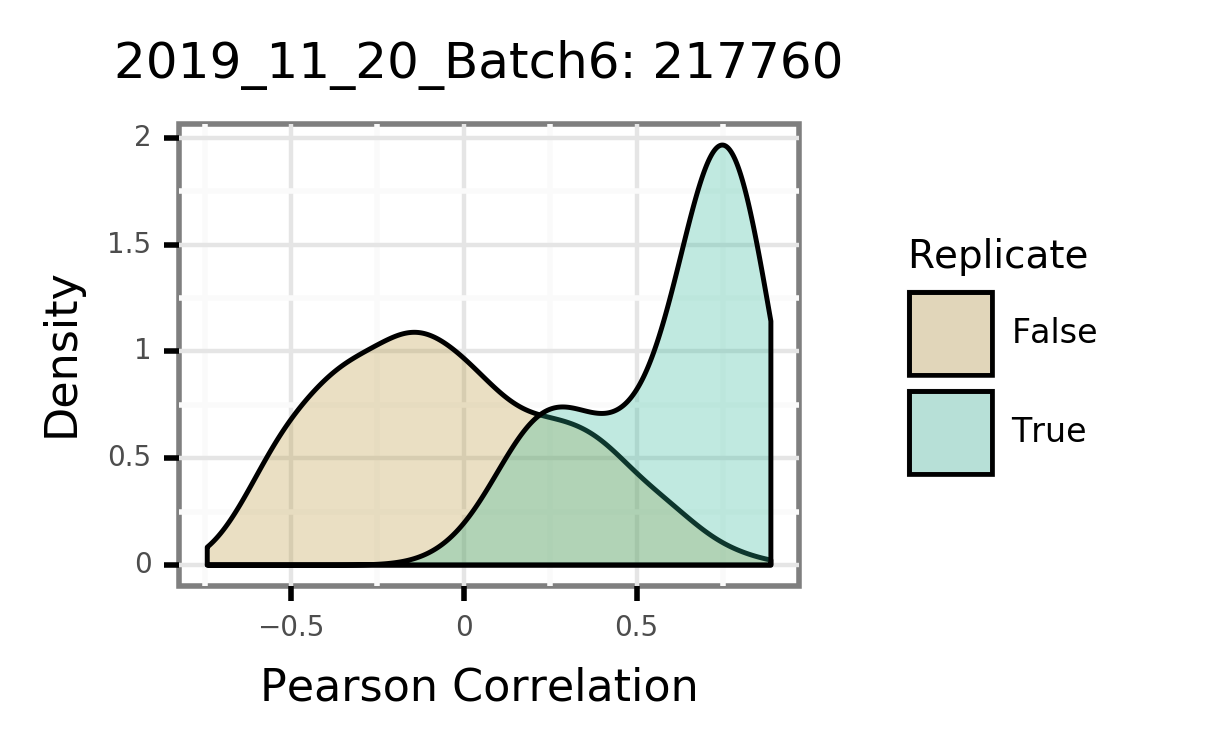 2019_11_20_Batch6: 217760
2
1.5
1
0.5
0
Density
−0.5 0 0.5
Pearson Correlation
Replicate
False
True